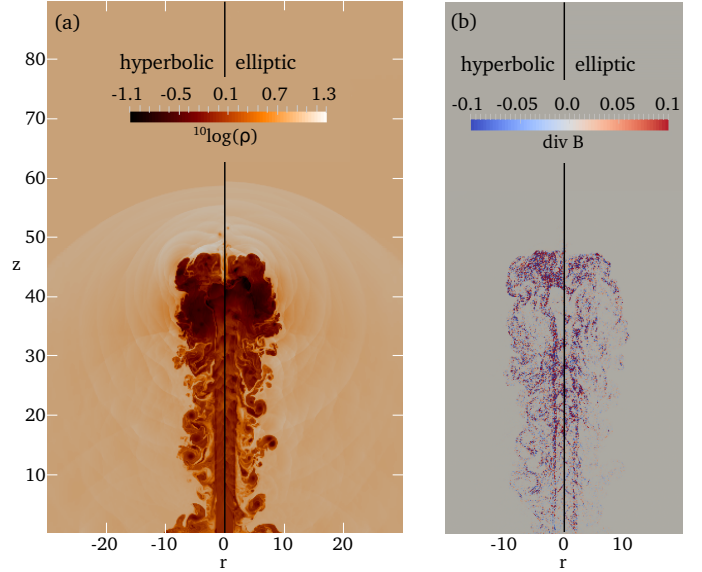 (a)
hyperbolic elliptic
-1.1 -0.5 0.1 0.7 1.3
10log(ρ)
90
80
70
60
50
z
40
30
20
10
-20 -10 0 10 20
r
(b)
hyperbolic elliptic
-0.1 -0.05 0.0 0.05 0.1
div B
-10 0 10
r